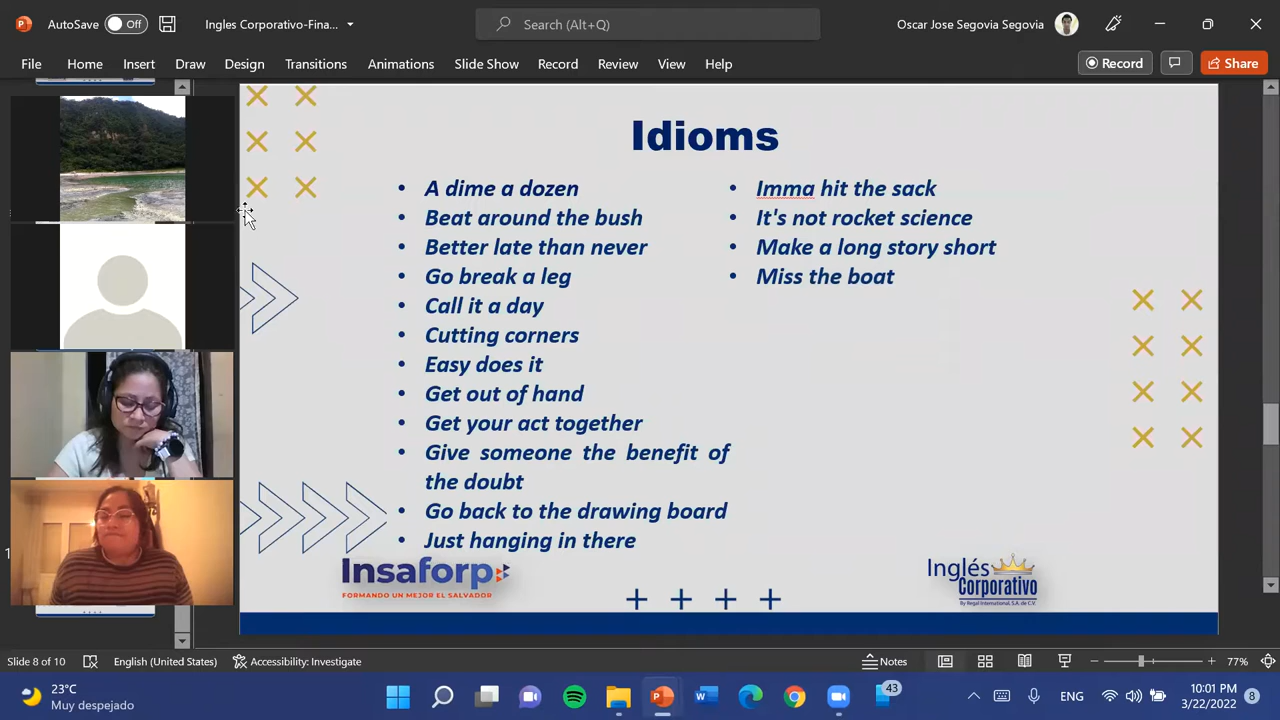 AutoSave Off Ingles Corporativo-Fina... Search (Alt+Q) Oscar Jose Segovia Segovia
File Home Insert Draw Design Transitions Animations Slide Show Record Review View Help Record Share
Idioms
• A dime a dozen
• Beat around the bush
• Better late than never
• Go break a leg
• Call it a day
• Cutting corners
• Easy does it
• Get out of hand
• Get your act together
• Give someone the benefit of
the doubt
• Go back to the drawing board
• Just hanging in there
• Imma hit the sack
• It's not rocket science
• Make a long story short
• Miss the boat
Insaforp
FORMANDO UN MEJOR EL SALVADOR
Inglés
Corporativo
By Regal International, S.A. de C.V.
1
Slide 8 of 10 English (United States) Accessibility: Investigate Notes 77%
23°C
Muy despejado
43
ENG
10:01 PM
3/22/2022
8